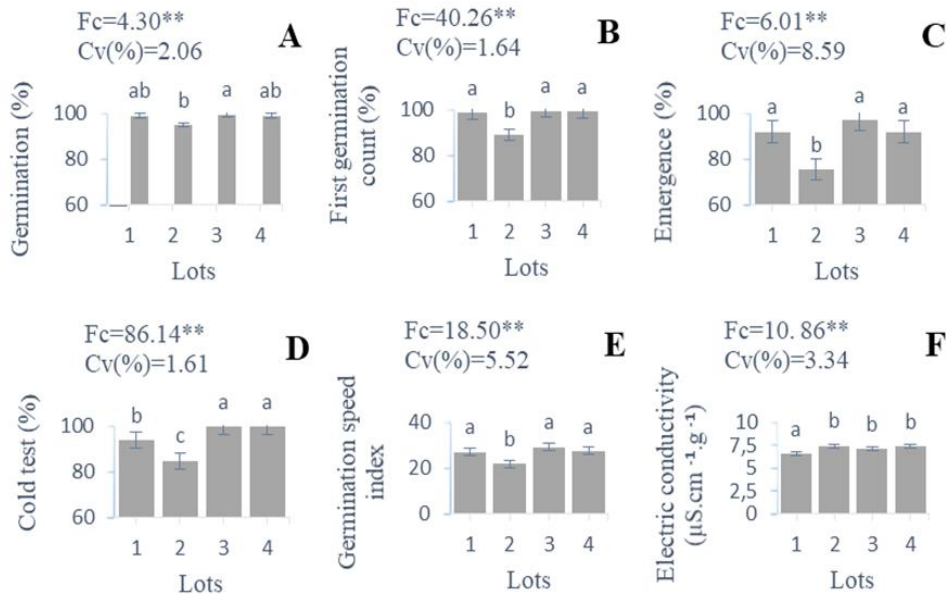 Fc=4.30**
Cv(%)=2.06
A
Germination (%)
100
80
60
ab
b
a
ab
1 2 3 4
Lots
Fc=40.26**
Cv(%)=1.64
B
First germination
count (%)
100
80
60
a
b
a
a
1 2 3 4
Lots
Fc=6.01**
Cv(%)=8.59
C
Emergence (%)
100
80
60
a
b
a
a
1 2 3 4
Lots
Fc=86.14**
Cv(%)=1.61
D
Cold test (%)
100
80
60
b
c
a
a
1 2 3 4
Lots
Fc=18.50**
Cv(%)=5.52
E
Germination speed
index
40
20
0
a
b
a
a
1 2 3 4
Lots
Fc=10. 86**
Cv(%)=3.34
F
Electric conductivity
(µS.cm ⁻¹.g ⁻¹)
10
7,5
5
2,5
0
a
b
b
b
1 2 3 4
Lots